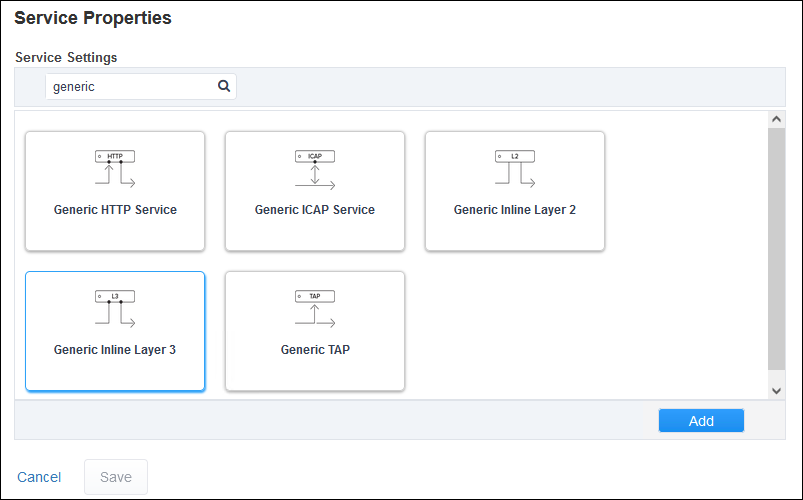 Service Properties
Service Settings
generic
HTTP
ICAP
L2
Generic HTTP Service
Generic ICAP Service
Generic Inline Layer 2
L3
TAP
Generic Inline Layer 3
Generic TAP
Add
Cancel
Save